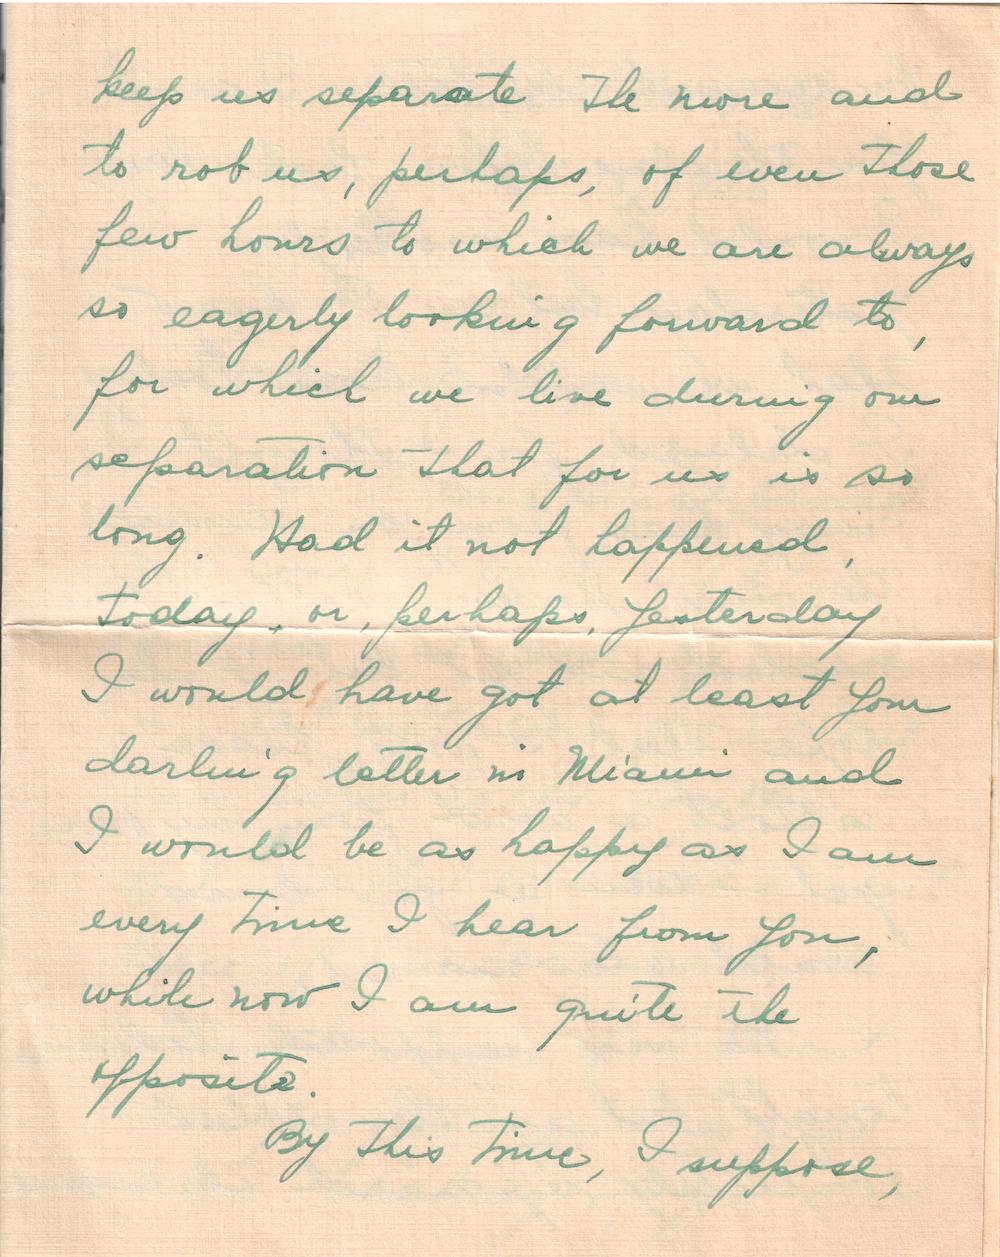 keep us separate the more and
to rob us, perhaps, of even those
few hours to which we are always
so eagerly looking forward to,
for which we live during our
separation that for us is so
long. Had it not happened,
today, or, perhaps, yesterday
I would have got at least your
darling letter in Miami and
I would be as happy as I am
every time I hear from you,
while now I am quite the
opposite.
By this time, I suppose,